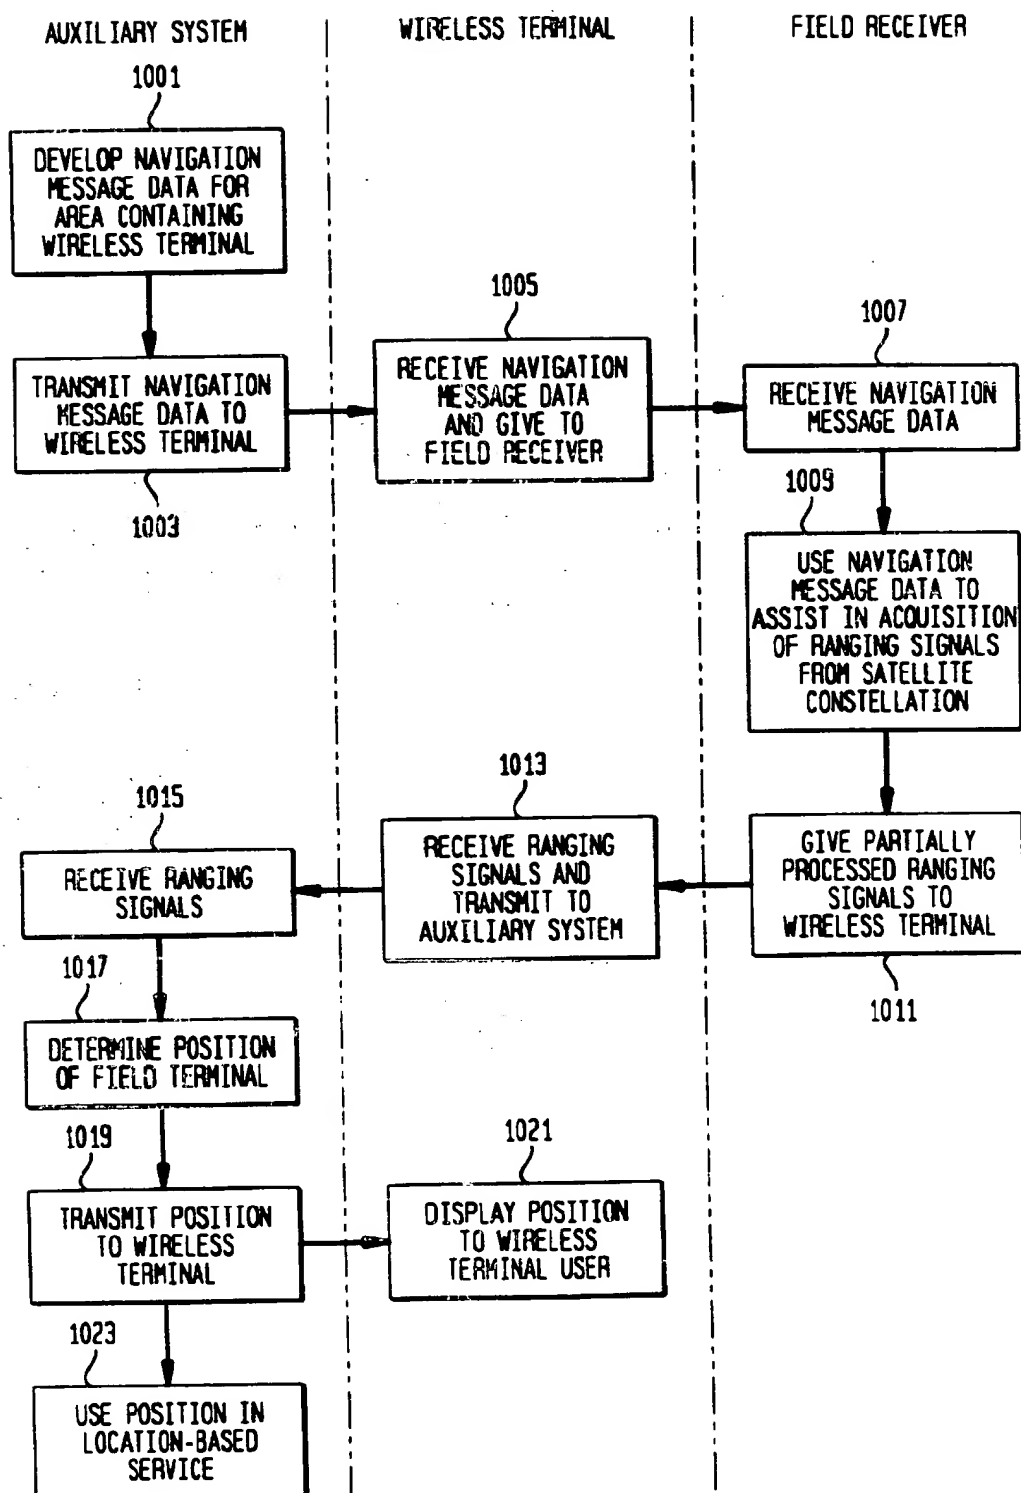 AUXILIARY SYSTEM
WIRELESS TERMINAL
FIELD RECEIVER
1001
DEVELOP NAVIGATION
MESSAGE DATA FOR
AREA CONTAINING
WIRELESS TERMINAL
1005
1007
TRANSMIT NAVIGATION
MESSAGE DATA TO
WIRELESS TERMINAL
1003
RECEIVE NAVIGATION
MESSAGE DATA
AND GIVE TO
FIELD RECEIVER
RECEIVE NAVIGATION
MESSAGE DATA
1009
USE NAVIGATION
MESSAGE DATA TO
ASSIST IN ACQUISITION
OF RANGING SIGNALS
FROM SATELLITE
CONSTELLATION
1015
1013
RECEIVE RANGING
SIGNALS
RECEIVE RANGING
SIGNALS AND
TRANSMIT TO
AUXILIARY SYSTEM
GIVE PARTIALLY
PROCESSED RANGING
SIGNALS TO
WIRELESS TERMINAL
1011
1017
DETERMINE POSITION
OF FIELD TERMINAL
1019
1021
TRANSMIT POSITION
TO WIRELESS
TERMINAL
DISPLAY POSITION
TO WIRELESS
TERMINAL USER
1023
USE POSITION IN
LOCATION-BASED
SERVICE